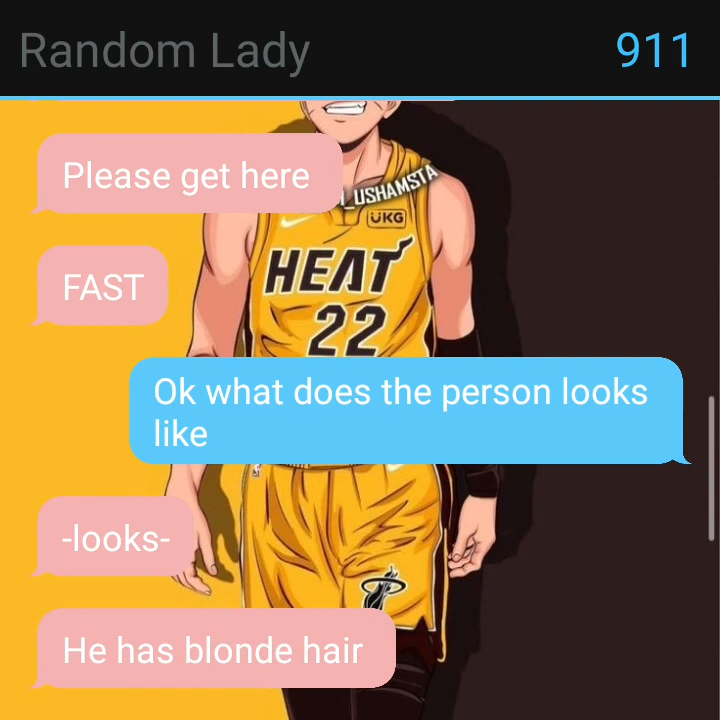 Random Lady 911
Please get here
_USHAMSTA
UKG
FAST
HEAT
22
Ok what does the person looks
like
-looks-
He has blonde hair